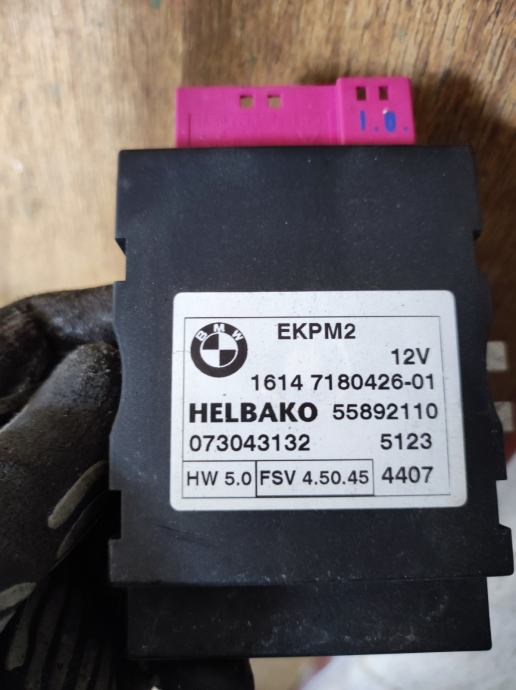 I.O.
BMW
EKPM2
12V
1614 7180426-01
HELBAKO 55892110
073043132 5123
HW 5.0 FSV 4.50.45 4407